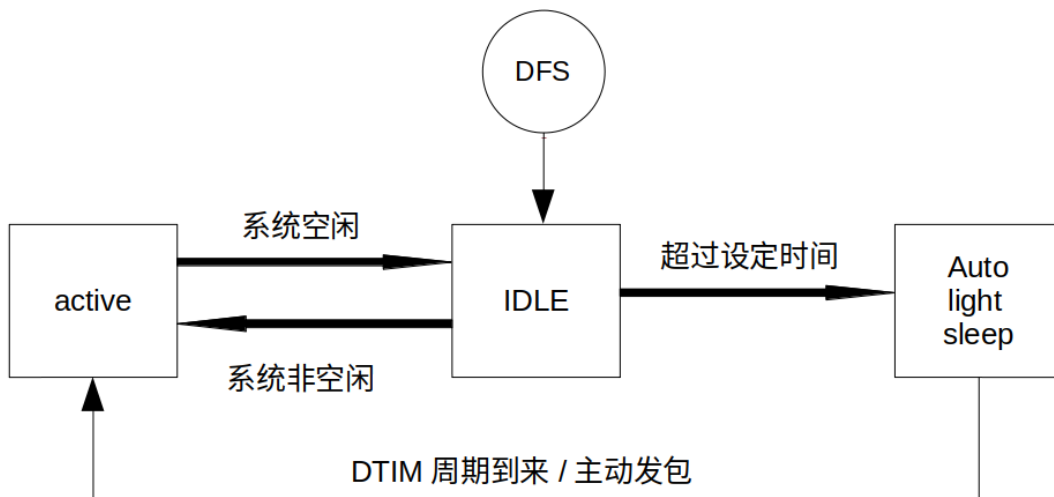 DFS
系统空闲
超过设定时间
active
IDLE
Auto
light
sleep
系统非空闲
DTIM 周期到来 / 主动发包